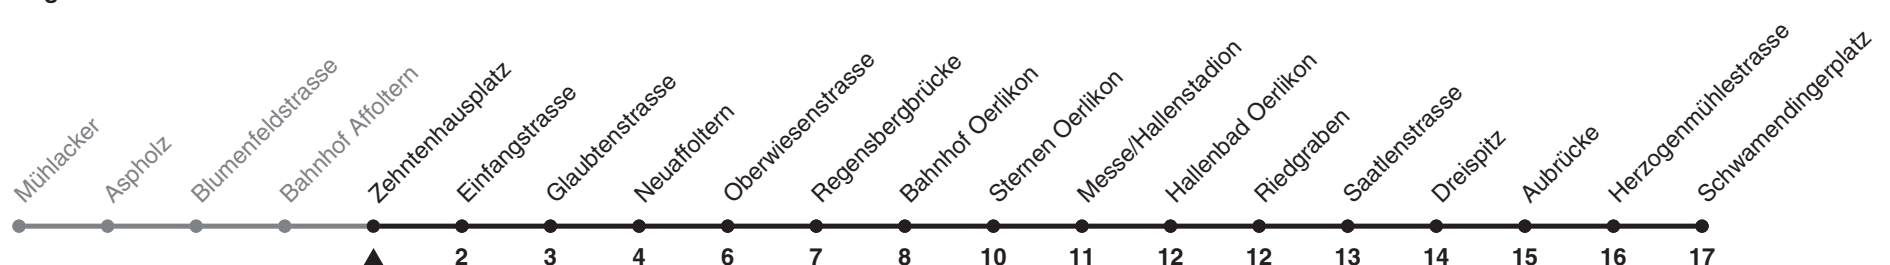 Mühlacker
Aspholz
Blumenfeldstrasse
Bahnhof Affoltern
Zehntenhausplatz
Einfangstrasse
Glaubtenstrasse
Neuaffoltern
Oberwiesenstrasse
Regensbergbrücke
Bahnhof Oerlikon
Sternen Oerlikon
Messe/Hallenstadion
Hallenbad Oerlikon
Riedgraben
Saatlenstrasse
Dreispitz
Aubrücke
Herzogenmühlestrasse
Schwamendingerplatz
2 3 4 6 7 8 10 11 12 12 13 14 15 16 17